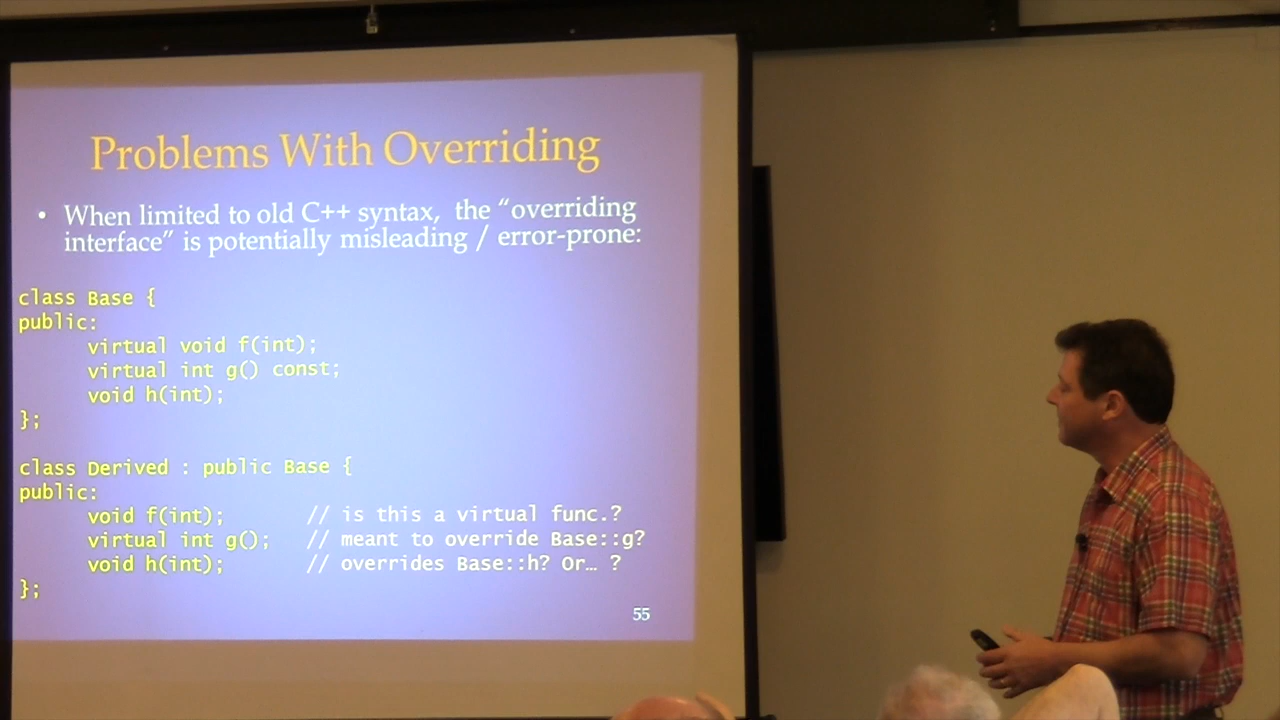 Problems With Overriding
• When limited to old C++ syntax, the “overriding
interface” is potentially misleading / error-prone:
class Base {
public:
virtual void f(int);
virtual int g() const;
void h(int);
};
class Derived : public Base {
public:
void f(int); // is this a virtual func.?
virtual int g(); // meant to override Base::g?
void h(int); // overrides Base::h? Or… ?
};
55